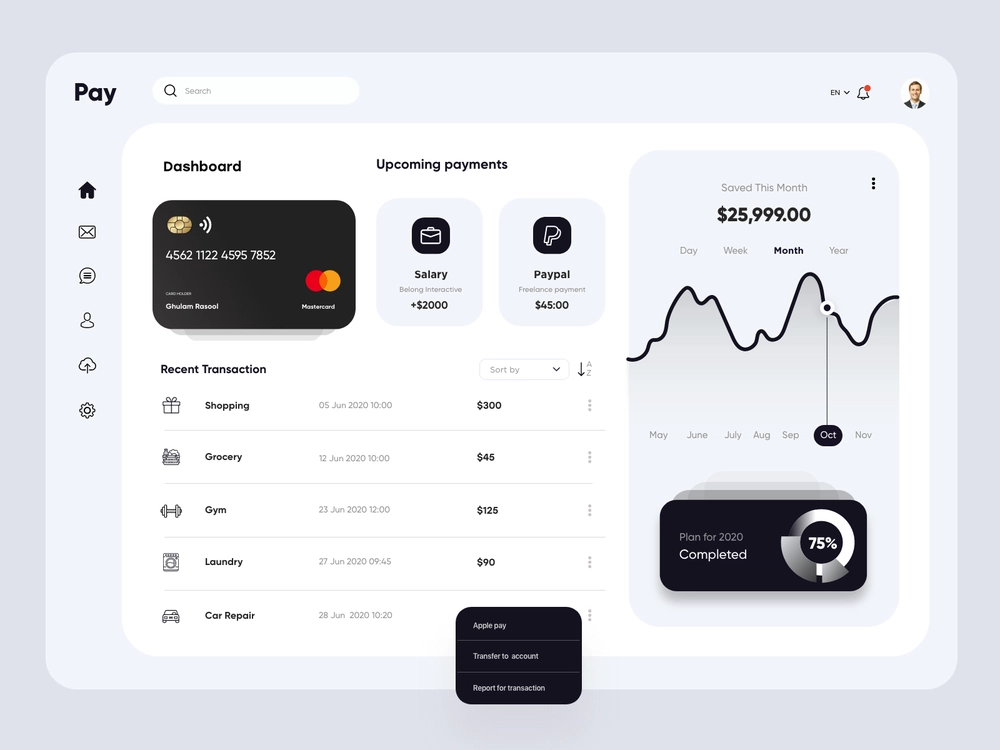 Pay
Search
EN
Dashboard
4562 1122 4595 7852
CARD HOLDER
Ghulam Rasool
Mastercard
Upcoming payments
Salary
Belong Interactive
+$2000
Paypal
Freelance payment
$45:00
Recent Transaction
Sort by
A
Z
Shopping 05 Jun 2020 10:00 $300
Grocery 12 Jun 2020 10:00 $45
Gym 23 Jun 2020 12:00 $125
Laundry 27 Jun 2020 09:45 $90
Car Repair 28 Jun 2020 10:20
Apple pay
Transfer to account
Report for transaction
Saved This Month
$25,999.00
Day Week Month Year
May June July Aug Sep Oct Nov
Plan for 2020
Completed
75%